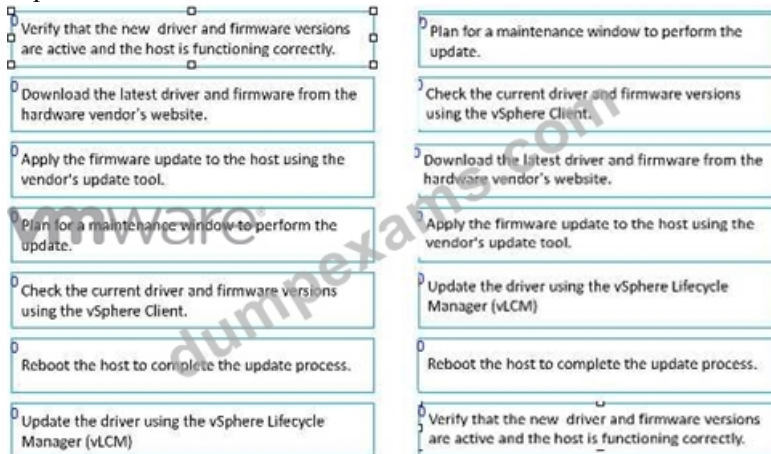 Verify that the new driver and firmware versions
are active and the host is functioning correctly.
Download the latest driver and firmware from the
hardware vendor's website.
Apply the firmware update to the host using the
vendor's update tool.
Plan for a maintenance window to perform the
update.
Check the current driver and firmware versions
using the vSphere Client.
Reboot the host to complete the update process.
Update the driver using the vSphere Lifecycle
Manager (vLCM)
Plan for a maintenance window to perform the
update.
Check the current driver and firmware versions
using the vSphere Client.
Download the latest driver and firmware from the
hardware vendor's website.
Apply the firmware update to the host using the
vendor's update tool.
Update the driver using the vSphere Lifecycle
Manager (vLCM)
Reboot the host to complete the update process.
Verify that the new driver and firmware versions
are active and the host is functioning correctly.
vmware
dumpexams.com